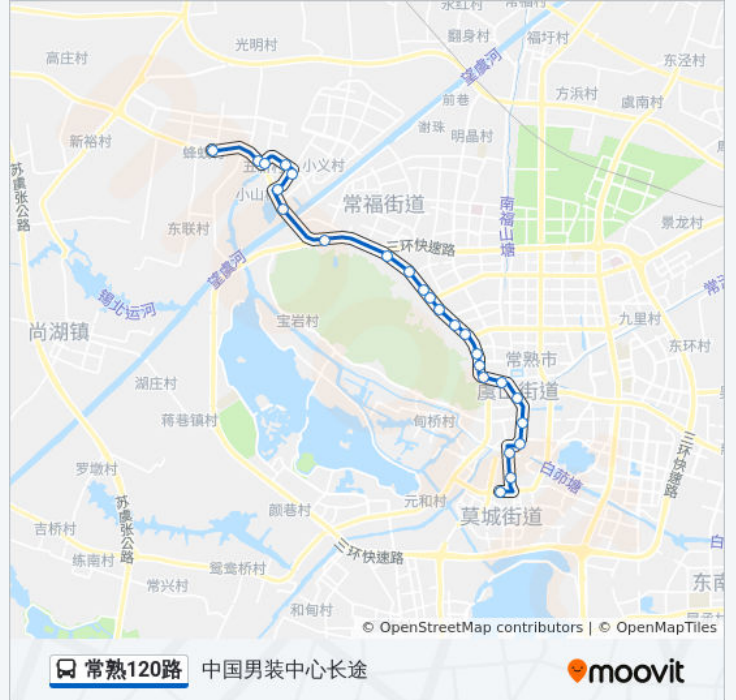 永红村
翻身村
福圩村
光明村
高庄村
望虞河
东泾村
方浜村
前巷
虞南村
谢珠
明晶村
新裕村
小义村
苏虞张公路
小山
常福街道
南福山塘
景龙村
东联村
三环快速路
望虞河
锡北运河
宝岩村
九里村
尚湖镇
东环村
常熟市
湖庄村
虞山街道
蒋巷镇村
甸桥村
三环快速路
罗墩村
白茆塘
元和村
苏虞张公路
颜巷村
莫城街道
吉桥村
三环快速路
练南村
鸳鸯桥村
常兴村
东南
和甸村
© OpenStreetMap contributors | © OpenMapTiles
常熟120路 中国男装中心长途
moovit